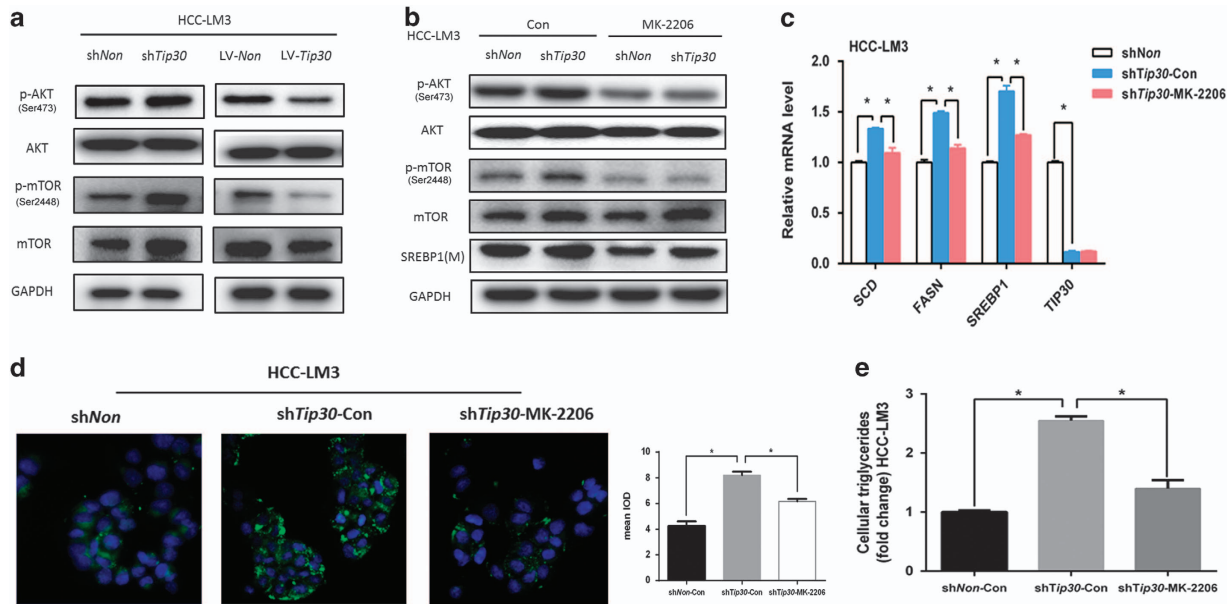 a
HCC-LM3
shNon shTip30 LV-Non LV-Tip30
p-AKT
(Ser473)
AKT
p-mTOR
(Ser2448)
mTOR
GAPDH
b
HCC-LM3
Con MK-2206
shNon shTip30 shNon shTip30
p-AKT
(Ser473)
AKT
p-mTOR
(Ser2448)
mTOR
SREBP1(M)
GAPDH
c
HCC-LM3
shNon
shTip30-Con
shTip30-MK-2206
Relative mRNA level
2.0
1.5
1.0
0.5
0.0
* * * * * * *
SCD FASN SREBP1 TIP30
d
HCC-LM3
shNon shTip30-Con shTip30-MK-2206
mean IOD
10
8
6
4
2
0
* *
shNon-Con shTip30-Con shTip30-MK-2206
e
Cellular triglycerides
(fold change) HCC-LM3
3
2
1
0
* *
shNon-Con shTip30-Con shTip30-MK-2206